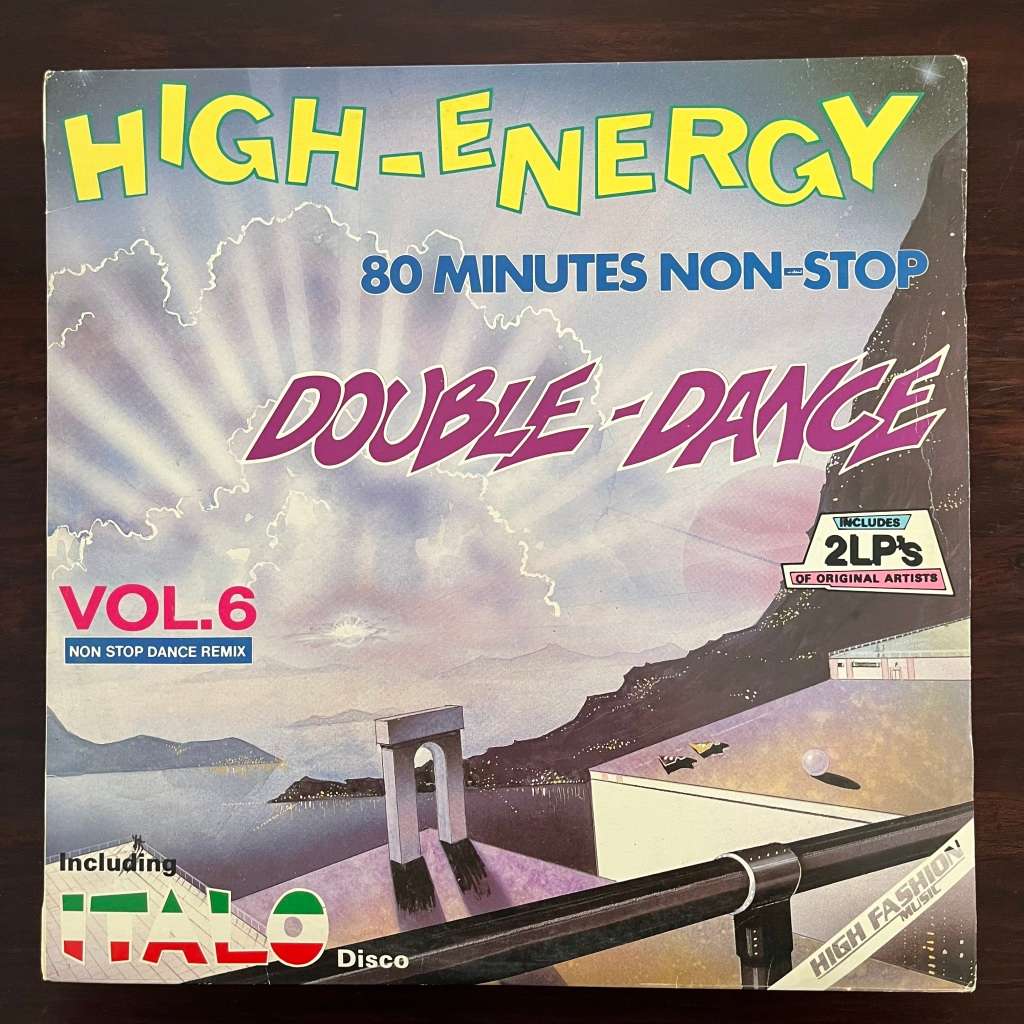 HIGH-ENERGY
80 MINUTES NON-STOP
DOUBLE-DANCE
INCLUDES
2LP's
OF ORIGINAL ARTISTS
VOL.6
NON STOP DANCE REMIX
Including
ITALO
Disco
HIGH FASHION
MUSIC